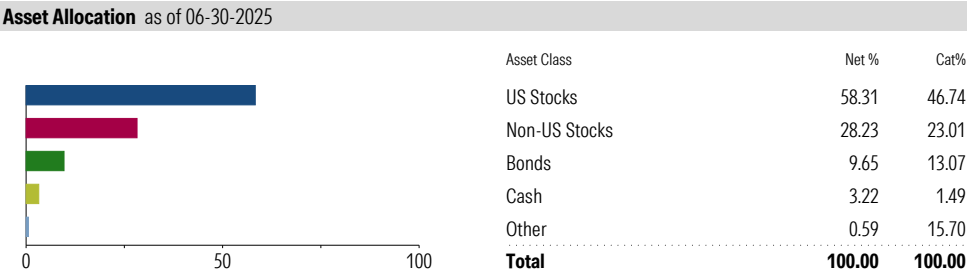 Asset Allocation as of 06-30-2025
0 50 100
Asset Class Net % Cat%
US Stocks 58.31 46.74
Non-US Stocks 28.23 23.01
Bonds 9.65 13.07
Cash 3.22 1.49
Other 0.59 15.70
Total 100.00 100.00